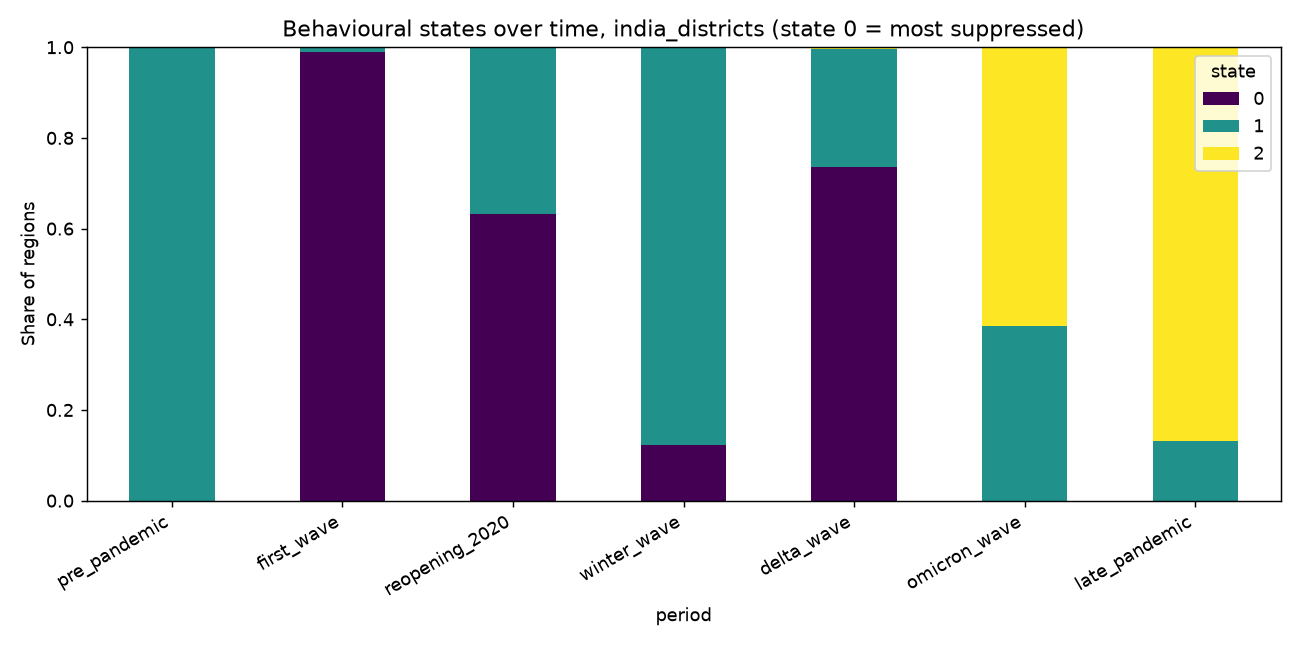 Behavioural states over time, india_districts (state 0 = most suppressed)
Share of regions
1.0
0.8
0.6
0.4
0.2
0.0
state
0
1
2
pre_pandemic
first_wave
reopening_2020
winter_wave
delta_wave
omicron_wave
late_pandemic
period